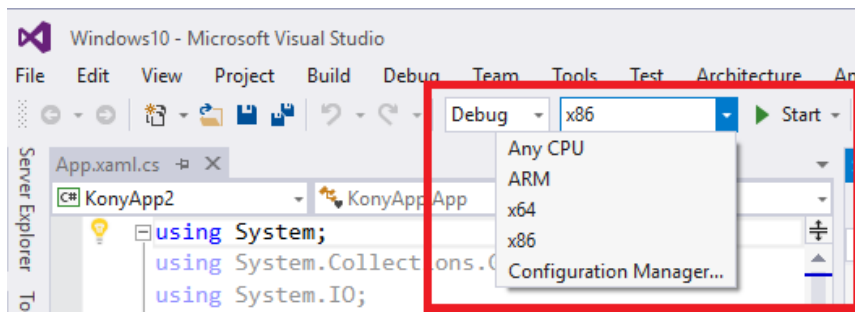 Windows10 - Microsoft Visual Studio
File Edit View Project Build Debug Team Tools Test Architecture
Debug x86 Start
Server Explorer
App.xaml.cs
Any CPU
ARM
x64
x86
Configuration Manager...
C# KonyApp2 KonyApp App
using System;
using System.Collections.
using System.IO;